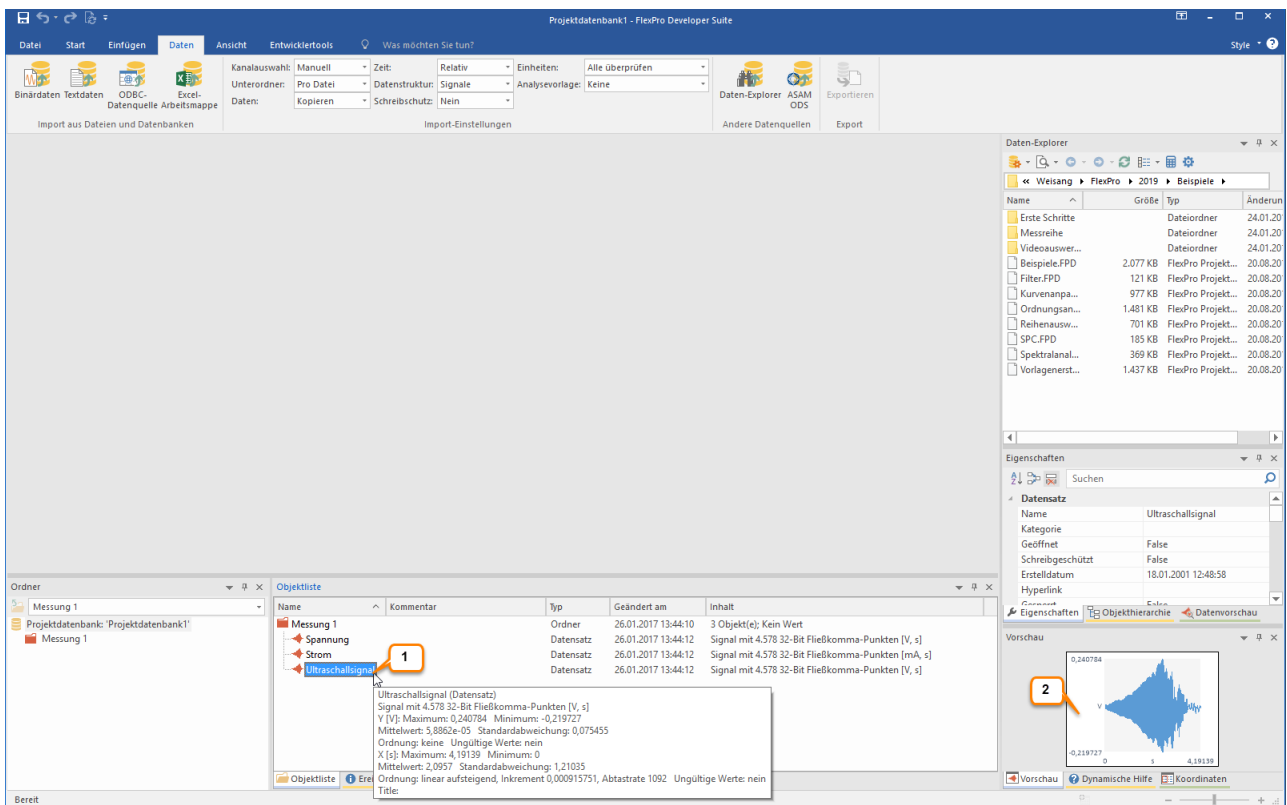 Projektdatenbank1 - FlexPro Developer Suite
Datei Start Einfügen Daten Ansicht Entwicklertools Was möchten Sie tun? Style
Binärdaten Textdaten ODBC-Datenquelle Excel-Arbeitsmappe
Import aus Dateien und Datenbanken
Kanalauswahl: Manuell Zeit: Relativ Einheiten: Alle überprüfen
Unterordner: Pro Datei Datenstruktur: Signale Analysevorlage: Keine
Daten: Kopieren Schreibschutz: Nein
Import-Einstellungen
Daten-Explorer ASAM ODS
Andere Datenquellen
Exportieren
Export
Daten-Explorer
« Weisang FlexPro 2019 Beispiele
Name Größe Typ Änderun
Erste Schritte Dateiordner 24.01.20
Messreihe Dateiordner 24.01.20
Videoauswer... Dateiordner 24.01.20
Beispiele.FPD 2.077 KB FlexPro Projekt... 20.08.20
Filter.FPD 121 KB FlexPro Projekt... 20.08.20
Kurvenanpa... 977 KB FlexPro Projekt... 20.08.20
Ordnungsan... 1.481 KB FlexPro Projekt... 20.08.20
Reihenausw... 701 KB FlexPro Projekt... 20.08.20
SPC.FPD 185 KB FlexPro Projekt... 20.08.20
Spektralanal... 369 KB FlexPro Projekt... 20.08.20
Vorlagenerst... 1.437 KB FlexPro Projekt... 20.08.20
Eigenschaften
Suchen
Datensatz
Name Ultraschallsignal
Kategorie
Geöffnet False
Schreibgeschützt False
Erstelldatum 18.01.2001 12:48:58
Hyperlink
Eigenschaften Objekthierarchie Datenvorschau
Ordner
Messung 1
Projektdatenbank: 'Projektdatenbank1'
Messung 1
Objektliste
Name Kommentar Typ Geändert am Inhalt
Messung 1 Ordner 26.01.2017 13:44:10 3 Objekt(e); Kein Wert
Spannung Datensatz 26.01.2017 13:44:12 Signal mit 4.578 32-Bit Fließkomma-Punkten [V, s]
Strom Datensatz 26.01.2017 13:44:12 Signal mit 4.578 32-Bit Fließkomma-Punkten [mA, s]
Ultraschallsignal Datensatz 26.01.2017 13:44:12 Signal mit 4.578 32-Bit Fließkomma-Punkten [V, s]
1
Ultraschallsignal (Datensatz)
Signal mit 4.578 32-Bit Fließkomma-Punkten [V, s]
Y [V]: Maximum: 0,240784 Minimum: -0,219727
Mittelwert: 5,8862e-05 Standardabweichung: 0,075455
Ordnung: keine Ungültige Werte: nein
X [s]: Maximum: 4,19139 Minimum: 0
Mittelwert: 2,0957 Standardabweichung: 1,21035
Ordnung: linear aufsteigend, Inkrement 0,000915751, Abtastrate 1092 Ungültige Werte: nein
Title:
Objektliste Erei
Vorschau
0,240784
2
V
-0,219727
0 s 4,19139
Vorschau Dynamische Hilfe Koordinaten
Bereit